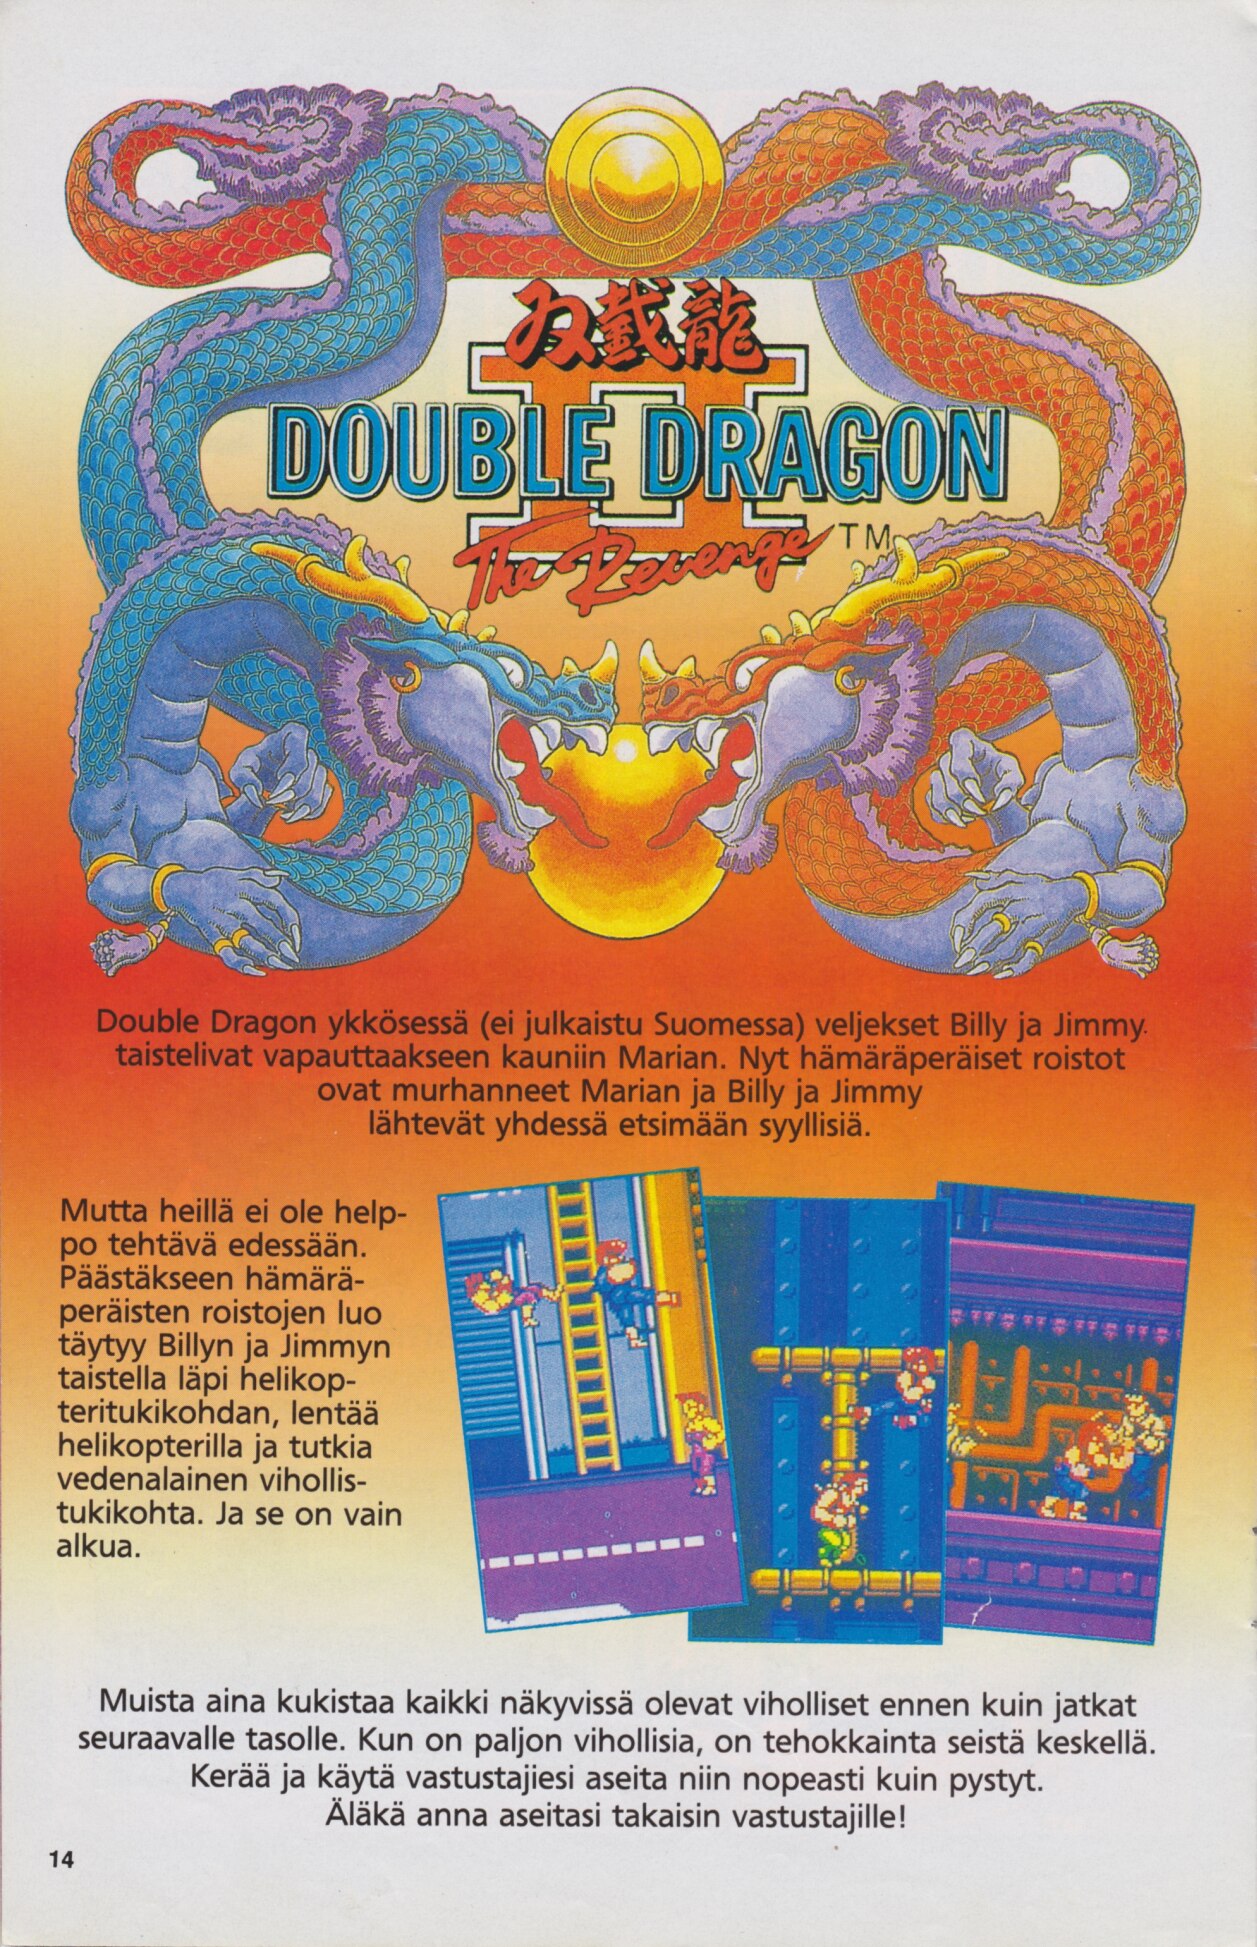 双截龍
II
DOUBLE DRAGON
The Revenge TM
Double Dragon ykkösessä (ei julkaistu Suomessa) veljekset Billy ja Jimmy
taistelivat vapauttaakseen kauniin Marian. Nyt hämäräperäiset roistot
ovat murhanneet Marian ja Billy ja Jimmy
lähtevät yhdessä etsimään syyllisiä.
Mutta heillä ei ole help-
po tehtävä edessään.
Päästäkseen hämärä-
peräisten roistojen luo
täytyy Billyn ja Jimmyn
taistella läpi helikop-
teritukikohdan, lentää
helikopterilla ja tutkia
vedenalainen vihollis-
tukikohta. Ja se on vain
alkua.
Muista aina kukistaa kaikki näkyvissä olevat viholliset ennen kuin jatkat
seuraavalle tasolle. Kun on paljon vihollisia, on tehokkainta seistä keskellä.
Kerää ja käytä vastustajiesi aseita niin nopeasti kuin pystyt.
Äläkä anna aseitasi takaisin vastustajille!
14